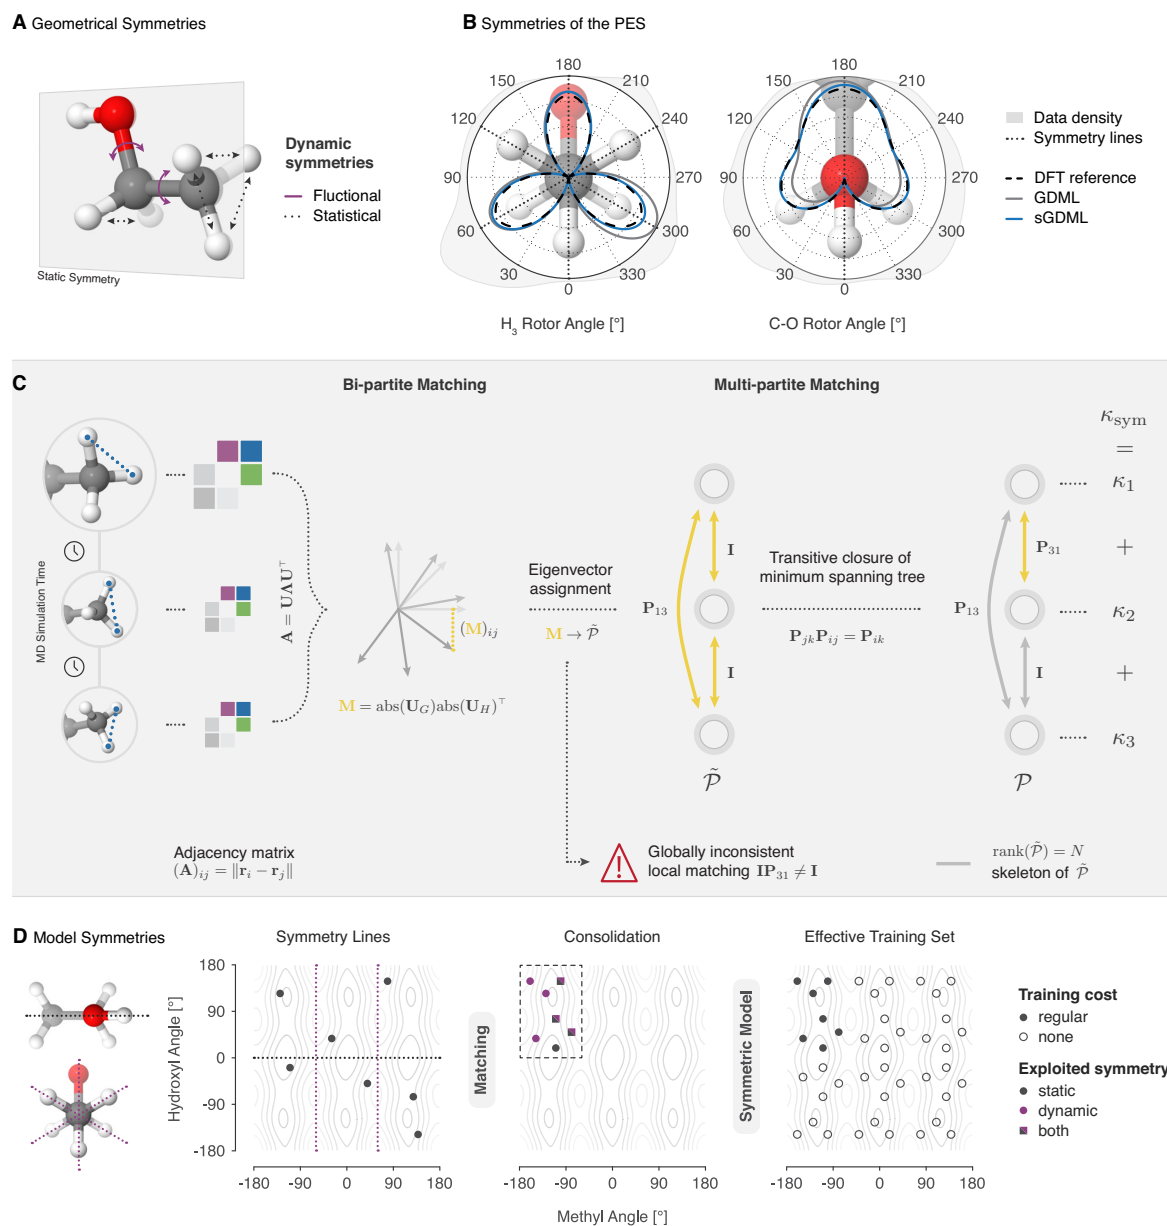 A Geometrical Symmetries
Dynamic
symmetries
Fluctional
Statistical
Static Symmetry
B Symmetries of the PES
180
150
210
120
240
90
270
60
300
30
330
0
H₃ Rotor Angle [°]
180
150
210
120
240
90
270
60
300
30
330
0
C-O Rotor Angle [°]
Data density
Symmetry lines
DFT reference
GDML
sGDML
C
Bi-partite Matching
Multi-partite Matching
MD Simulation Time
A = UΛU⊤
(M)ij
M = abs(U_G)abs(U_H)⊤
Eigenvector
assignment
M → P̃
P₁₃
I
I
P̃
Transitive closure of
minimum spanning tree
PjkPij = Pik
P₁₃
P₃₁
I
P
κsym
=
κ₁
+
κ₂
+
κ₃
Adjacency matrix
(A)ij = ||ri − rj||
Globally inconsistent
local matching IP₃₁ ≠ I
rank(P̃) = N
skeleton of P̃
D Model Symmetries
Symmetry Lines
Consolidation
Effective Training Set
Hydroxyl Angle [°]
180
90
0
-90
-180
-180 -90 0 90 180
Matching
-180 -90 0 90 180
Symmetric Model
-180 -90 0 90 180
Methyl Angle [°]
Training cost
regular
none
Exploited symmetry
static
dynamic
both